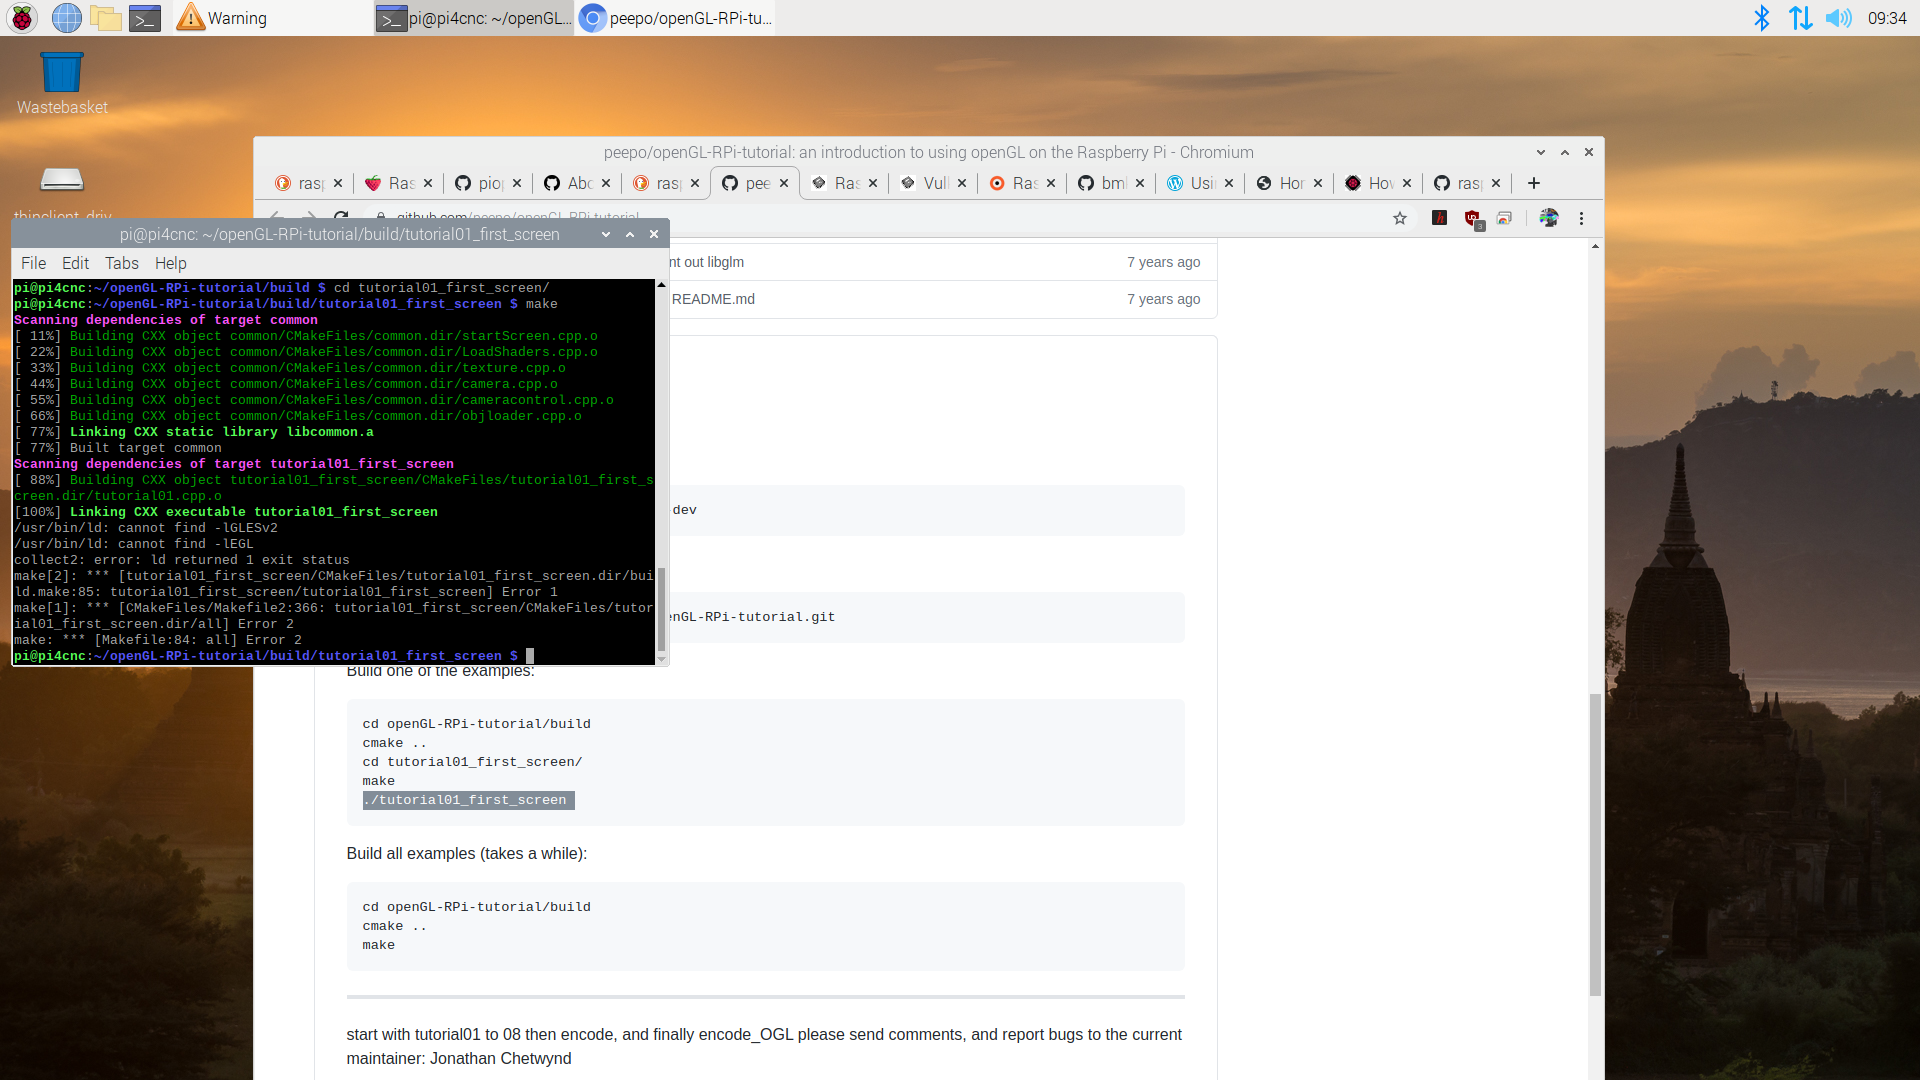 Warning
pi@pi4cnc: ~/openGL...
peepo/openGL-RPi-tu...
09:34
Wastebasket
thinclient_driv
peepo/openGL-RPi-tutorial: an introduction to using openGL on the Raspberry Pi - Chromium
rasp
Ras
piop
Abo
rasp
pee
Ras
Vull
Ras
bml
Usi
Hor
Hov
rasp
github.com/peepo/openGL-RPi-tutorial
3
pi@pi4cnc: ~/openGL-RPi-tutorial/build/tutorial01_first_screen
File Edit Tabs Help
pi@pi4cnc:~/openGL-RPi-tutorial/build $ cd tutorial01_first_screen/
pi@pi4cnc:~/openGL-RPi-tutorial/build/tutorial01_first_screen $ make
Scanning dependencies of target common
[ 11%] Building CXX object common/CMakeFiles/common.dir/startScreen.cpp.o
[ 22%] Building CXX object common/CMakeFiles/common.dir/LoadShaders.cpp.o
[ 33%] Building CXX object common/CMakeFiles/common.dir/texture.cpp.o
[ 44%] Building CXX object common/CMakeFiles/common.dir/camera.cpp.o
[ 55%] Building CXX object common/CMakeFiles/common.dir/cameracontrol.cpp.o
[ 66%] Building CXX object common/CMakeFiles/common.dir/objloader.cpp.o
[ 77%] Linking CXX static library libcommon.a
[ 77%] Built target common
Scanning dependencies of target tutorial01_first_screen
[ 88%] Building CXX object tutorial01_first_screen/CMakeFiles/tutorial01_first_s
creen.dir/tutorial01.cpp.o
[100%] Linking CXX executable tutorial01_first_screen
/usr/bin/ld: cannot find -lGLESv2
/usr/bin/ld: cannot find -lEGL
collect2: error: ld returned 1 exit status
make[2]: *** [tutorial01_first_screen/CMakeFiles/tutorial01_first_screen.dir/bui
ld.make:85: tutorial01_first_screen/tutorial01_first_screen] Error 1
make[1]: *** [CMakeFiles/Makefile2:366: tutorial01_first_screen/CMakeFiles/tutor
ial01_first_screen.dir/all] Error 2
make: *** [Makefile:84: all] Error 2
pi@pi4cnc:~/openGL-RPi-tutorial/build/tutorial01_first_screen $
nt out libglm 7 years ago
README.md 7 years ago
-dev
enGL-RPi-tutorial.git
Build one of the examples:
cd openGL-RPi-tutorial/build
cmake ..
cd tutorial01_first_screen/
make
./tutorial01_first_screen
Build all examples (takes a while):
cd openGL-RPi-tutorial/build
cmake ..
make
start with tutorial01 to 08 then encode, and finally encode_OGL please send comments, and report bugs to the current
maintainer: Jonathan Chetwynd